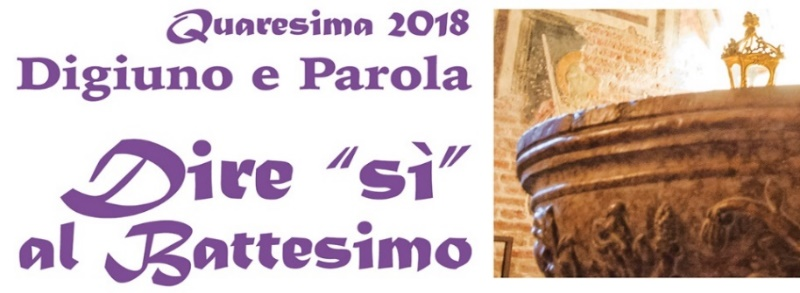 Quaresima 2018
Digiuno e Parola
Dire “sì”
al Battesimo